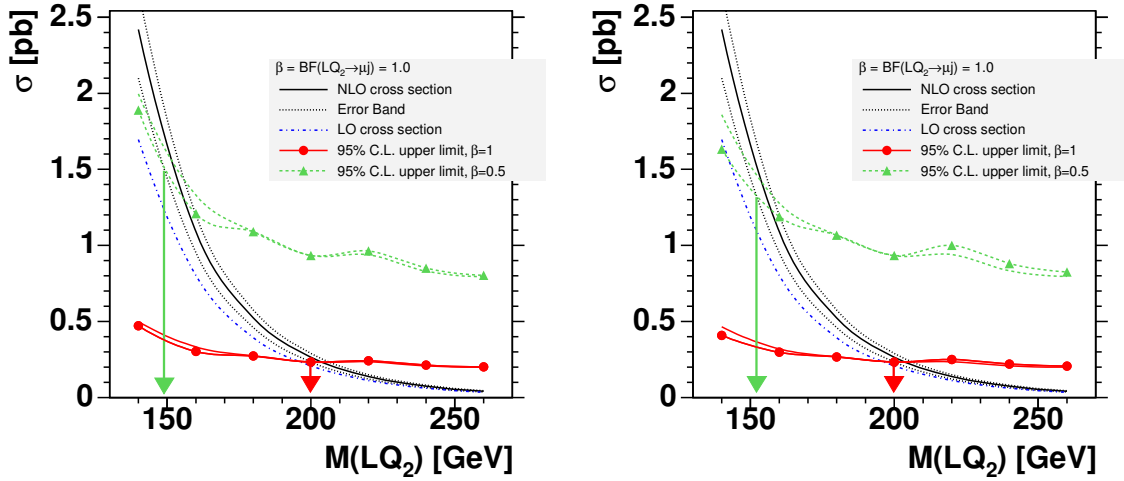 σ [pb]
2.5
2
1.5
1
0.5
0
β = BF(LQ₂→μj) = 1.0
NLO cross section
Error Band
LO cross section
95% C.L. upper limit, β=1
95% C.L. upper limit, β=0.5
150 200 250
M(LQ₂) [GeV]
σ [pb]
2.5
2
1.5
1
0.5
0
β = BF(LQ₂→μj) = 1.0
NLO cross section
Error Band
LO cross section
95% C.L. upper limit, β=1
95% C.L. upper limit, β=0.5
150 200 250
M(LQ₂) [GeV]